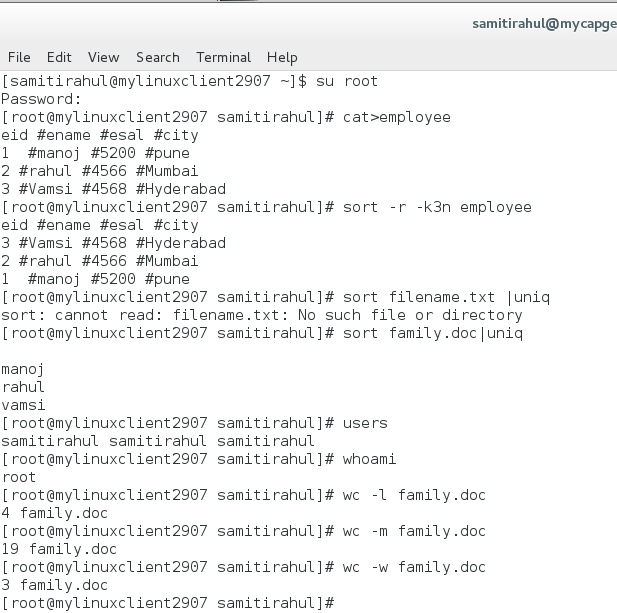 samitirahul@mycapge
File Edit View Search Terminal Help
[samitirahul@mylinuxclient2907 ~]$ su root
Password:
[root@mylinuxclient2907 samitirahul]# cat>employee
eid #ename #esal #city
1  #manoj #5200 #pune
2 #rahul #4566 #Mumbai
3 #Vamsi #4568 #Hyderabad
[root@mylinuxclient2907 samitirahul]# sort -r -k3n employee
eid #ename #esal #city
3 #Vamsi #4568 #Hyderabad
2 #rahul #4566 #Mumbai
1  #manoj #5200 #pune
[root@mylinuxclient2907 samitirahul]# sort filename.txt |uniq
sort: cannot read: filename.txt: No such file or directory
[root@mylinuxclient2907 samitirahul]# sort family.doc|uniq

manoj
rahul
vamsi
[root@mylinuxclient2907 samitirahul]# users
samitirahul samitirahul samitirahul
[root@mylinuxclient2907 samitirahul]# whoami
root
[root@mylinuxclient2907 samitirahul]# wc -l family.doc
4 family.doc
[root@mylinuxclient2907 samitirahul]# wc -m family.doc
19 family.doc
[root@mylinuxclient2907 samitirahul]# wc -w family.doc
3 family.doc
[root@mylinuxclient2907 samitirahul]#